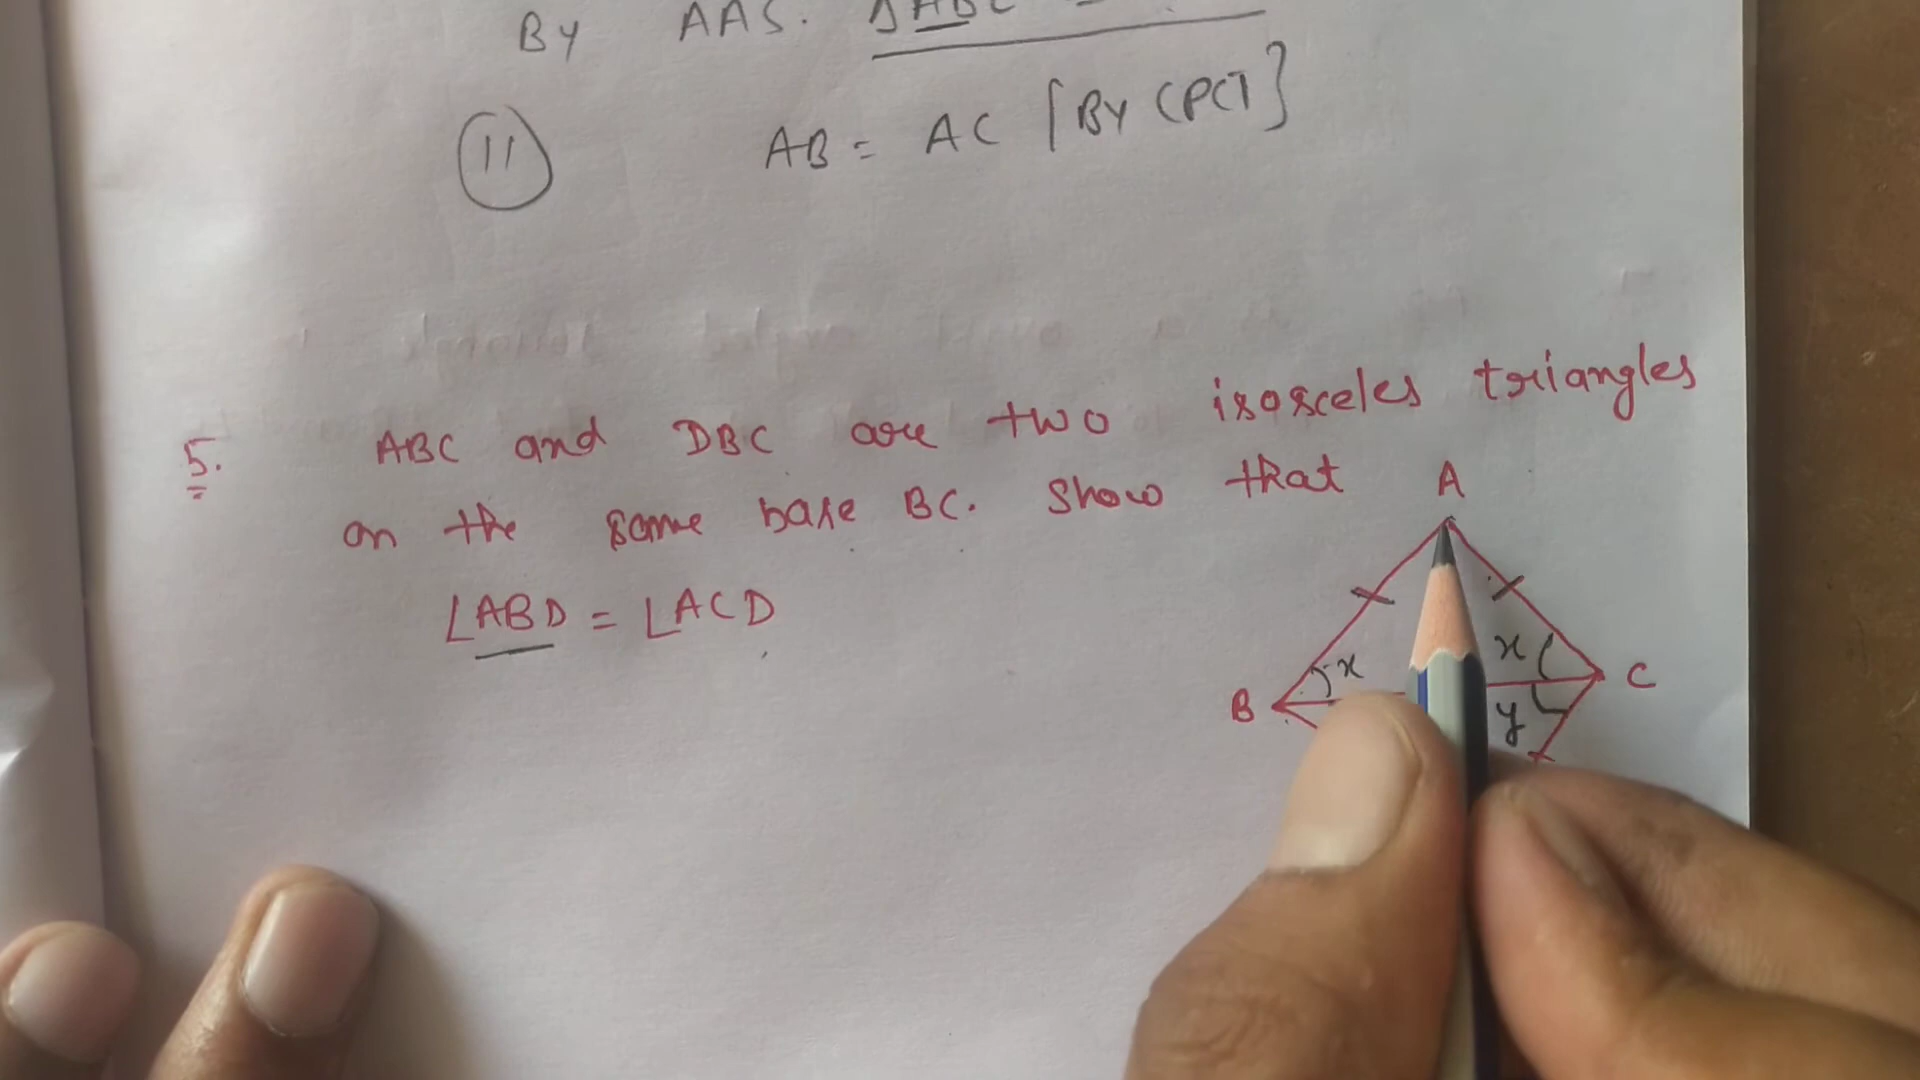 By AAS.
11 AB = AC [By CPCT]
5. ABC and DBC are two isosceles triangles
on the same base BC. Show that
∠ABD = ∠ACD
A
x
x
B
C
y